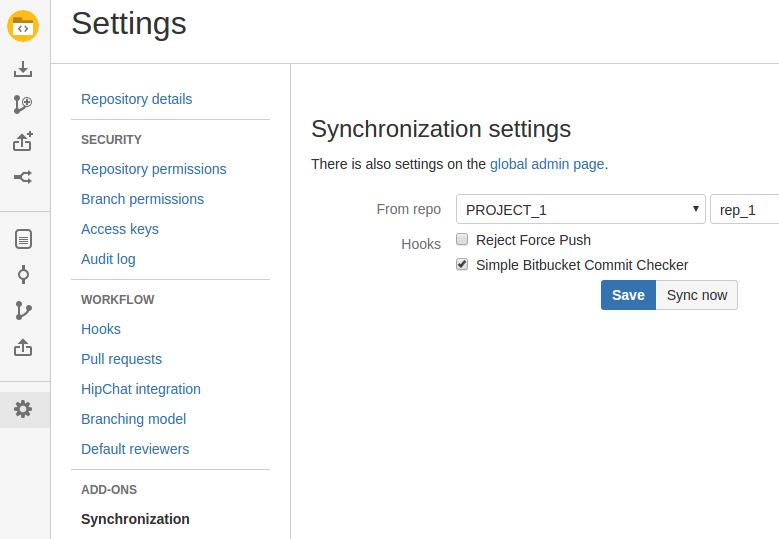 Settings
Repository details
SECURITY
Repository permissions
Branch permissions
Access keys
Audit log
WORKFLOW
Hooks
Pull requests
HipChat integration
Branching model
Default reviewers
ADD-ONS
Synchronization
Synchronization settings
There is also settings on the global admin page.
From repo PROJECT_1 rep_1
Hooks Reject Force Push
Simple Bitbucket Commit Checker
Save Sync now